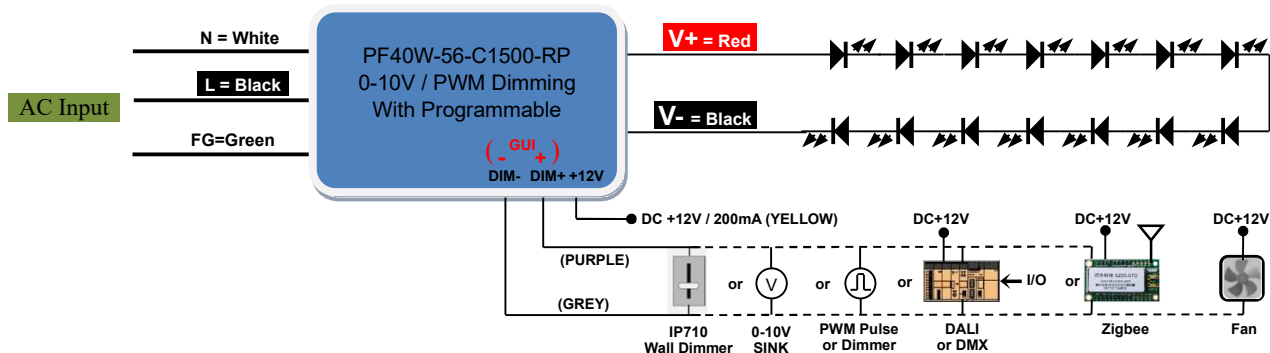 N = White
L = Black
AC Input
FG=Green
PF40W-56-C1500-RP
0-10V / PWM Dimming
With Programmable
( - GUI + )
DIM- DIM+ +12V
V+ = Red
V- = Black
DC +12V / 200mA (YELLOW)
DC+12V
DC+12V
DC+12V
(PURPLE)
(GREY)
or
V
or
or
I/O
or
IP710
Wall Dimmer
0-10V
SINK
PWM Pulse
or Dimmer
DALI
or DMX
Zigbee
Fan